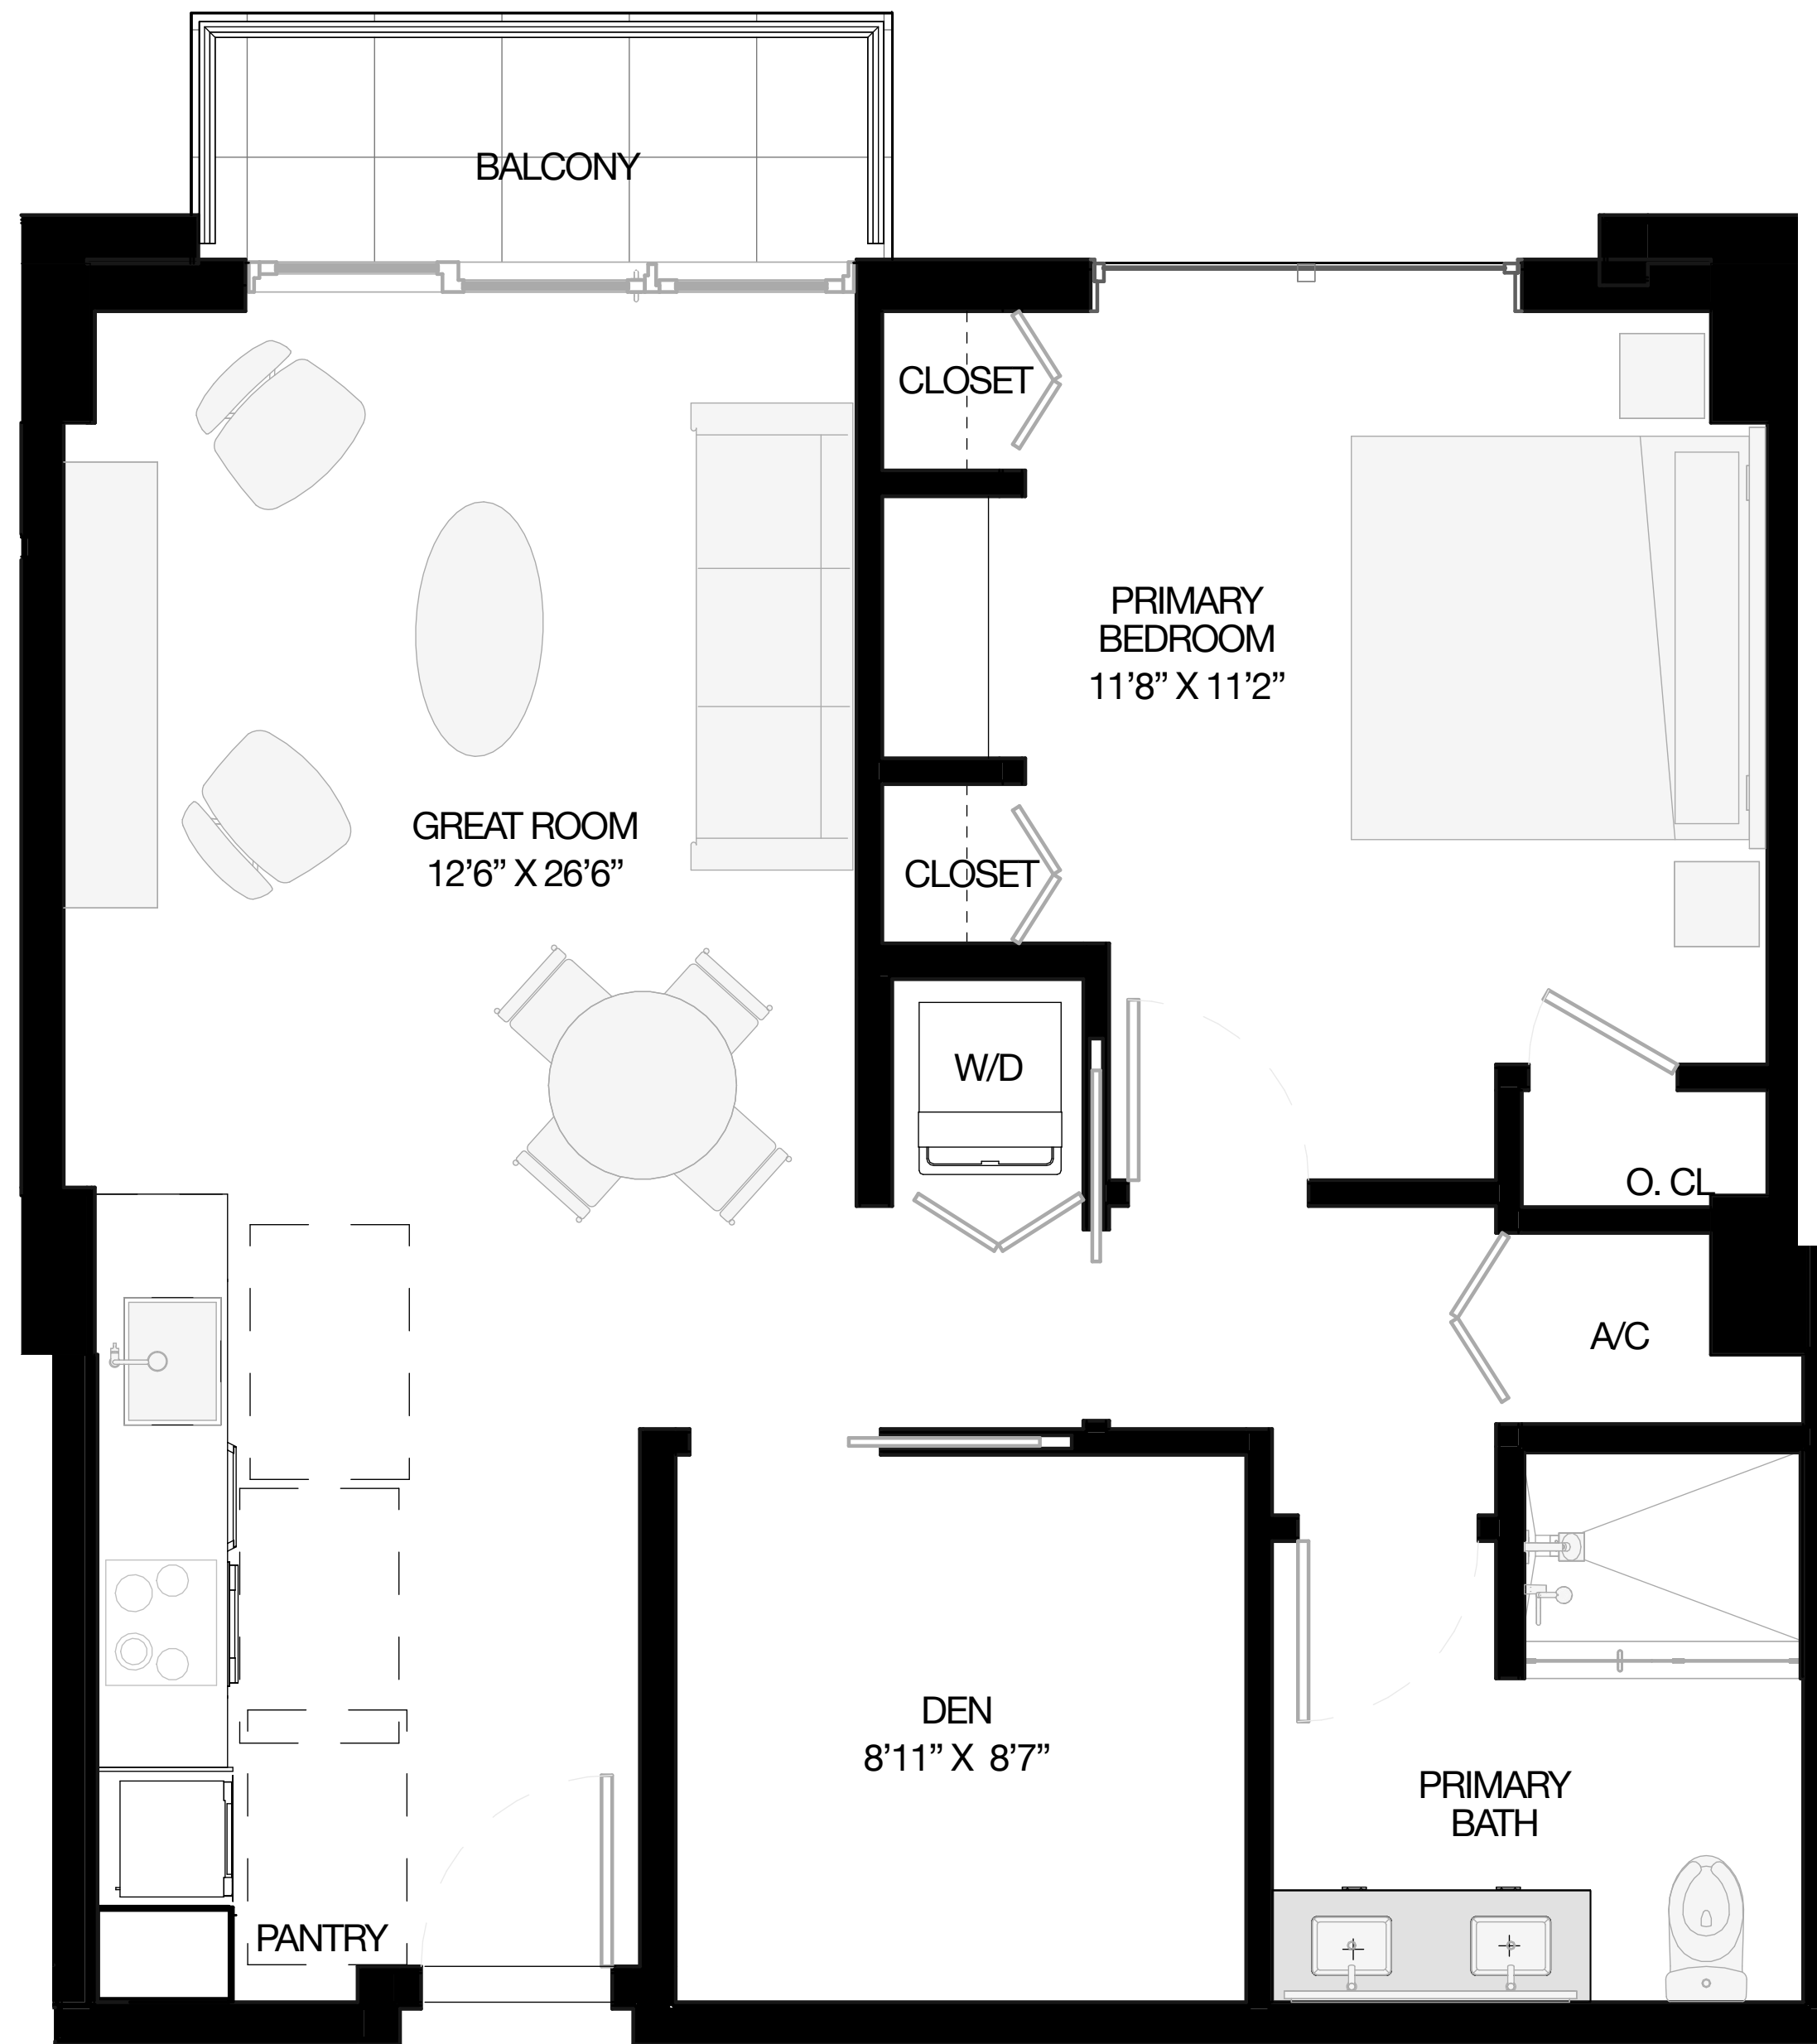 BALCONY
CLOSET
PRIMARY
BEDROOM
11’8” X 11’2”
GREAT ROOM
12’6” X 26’6”
CLOSET
W/D
O. CL
A/C
DEN
8’11” X 8’7”
PRIMARY
BATH
PANTRY